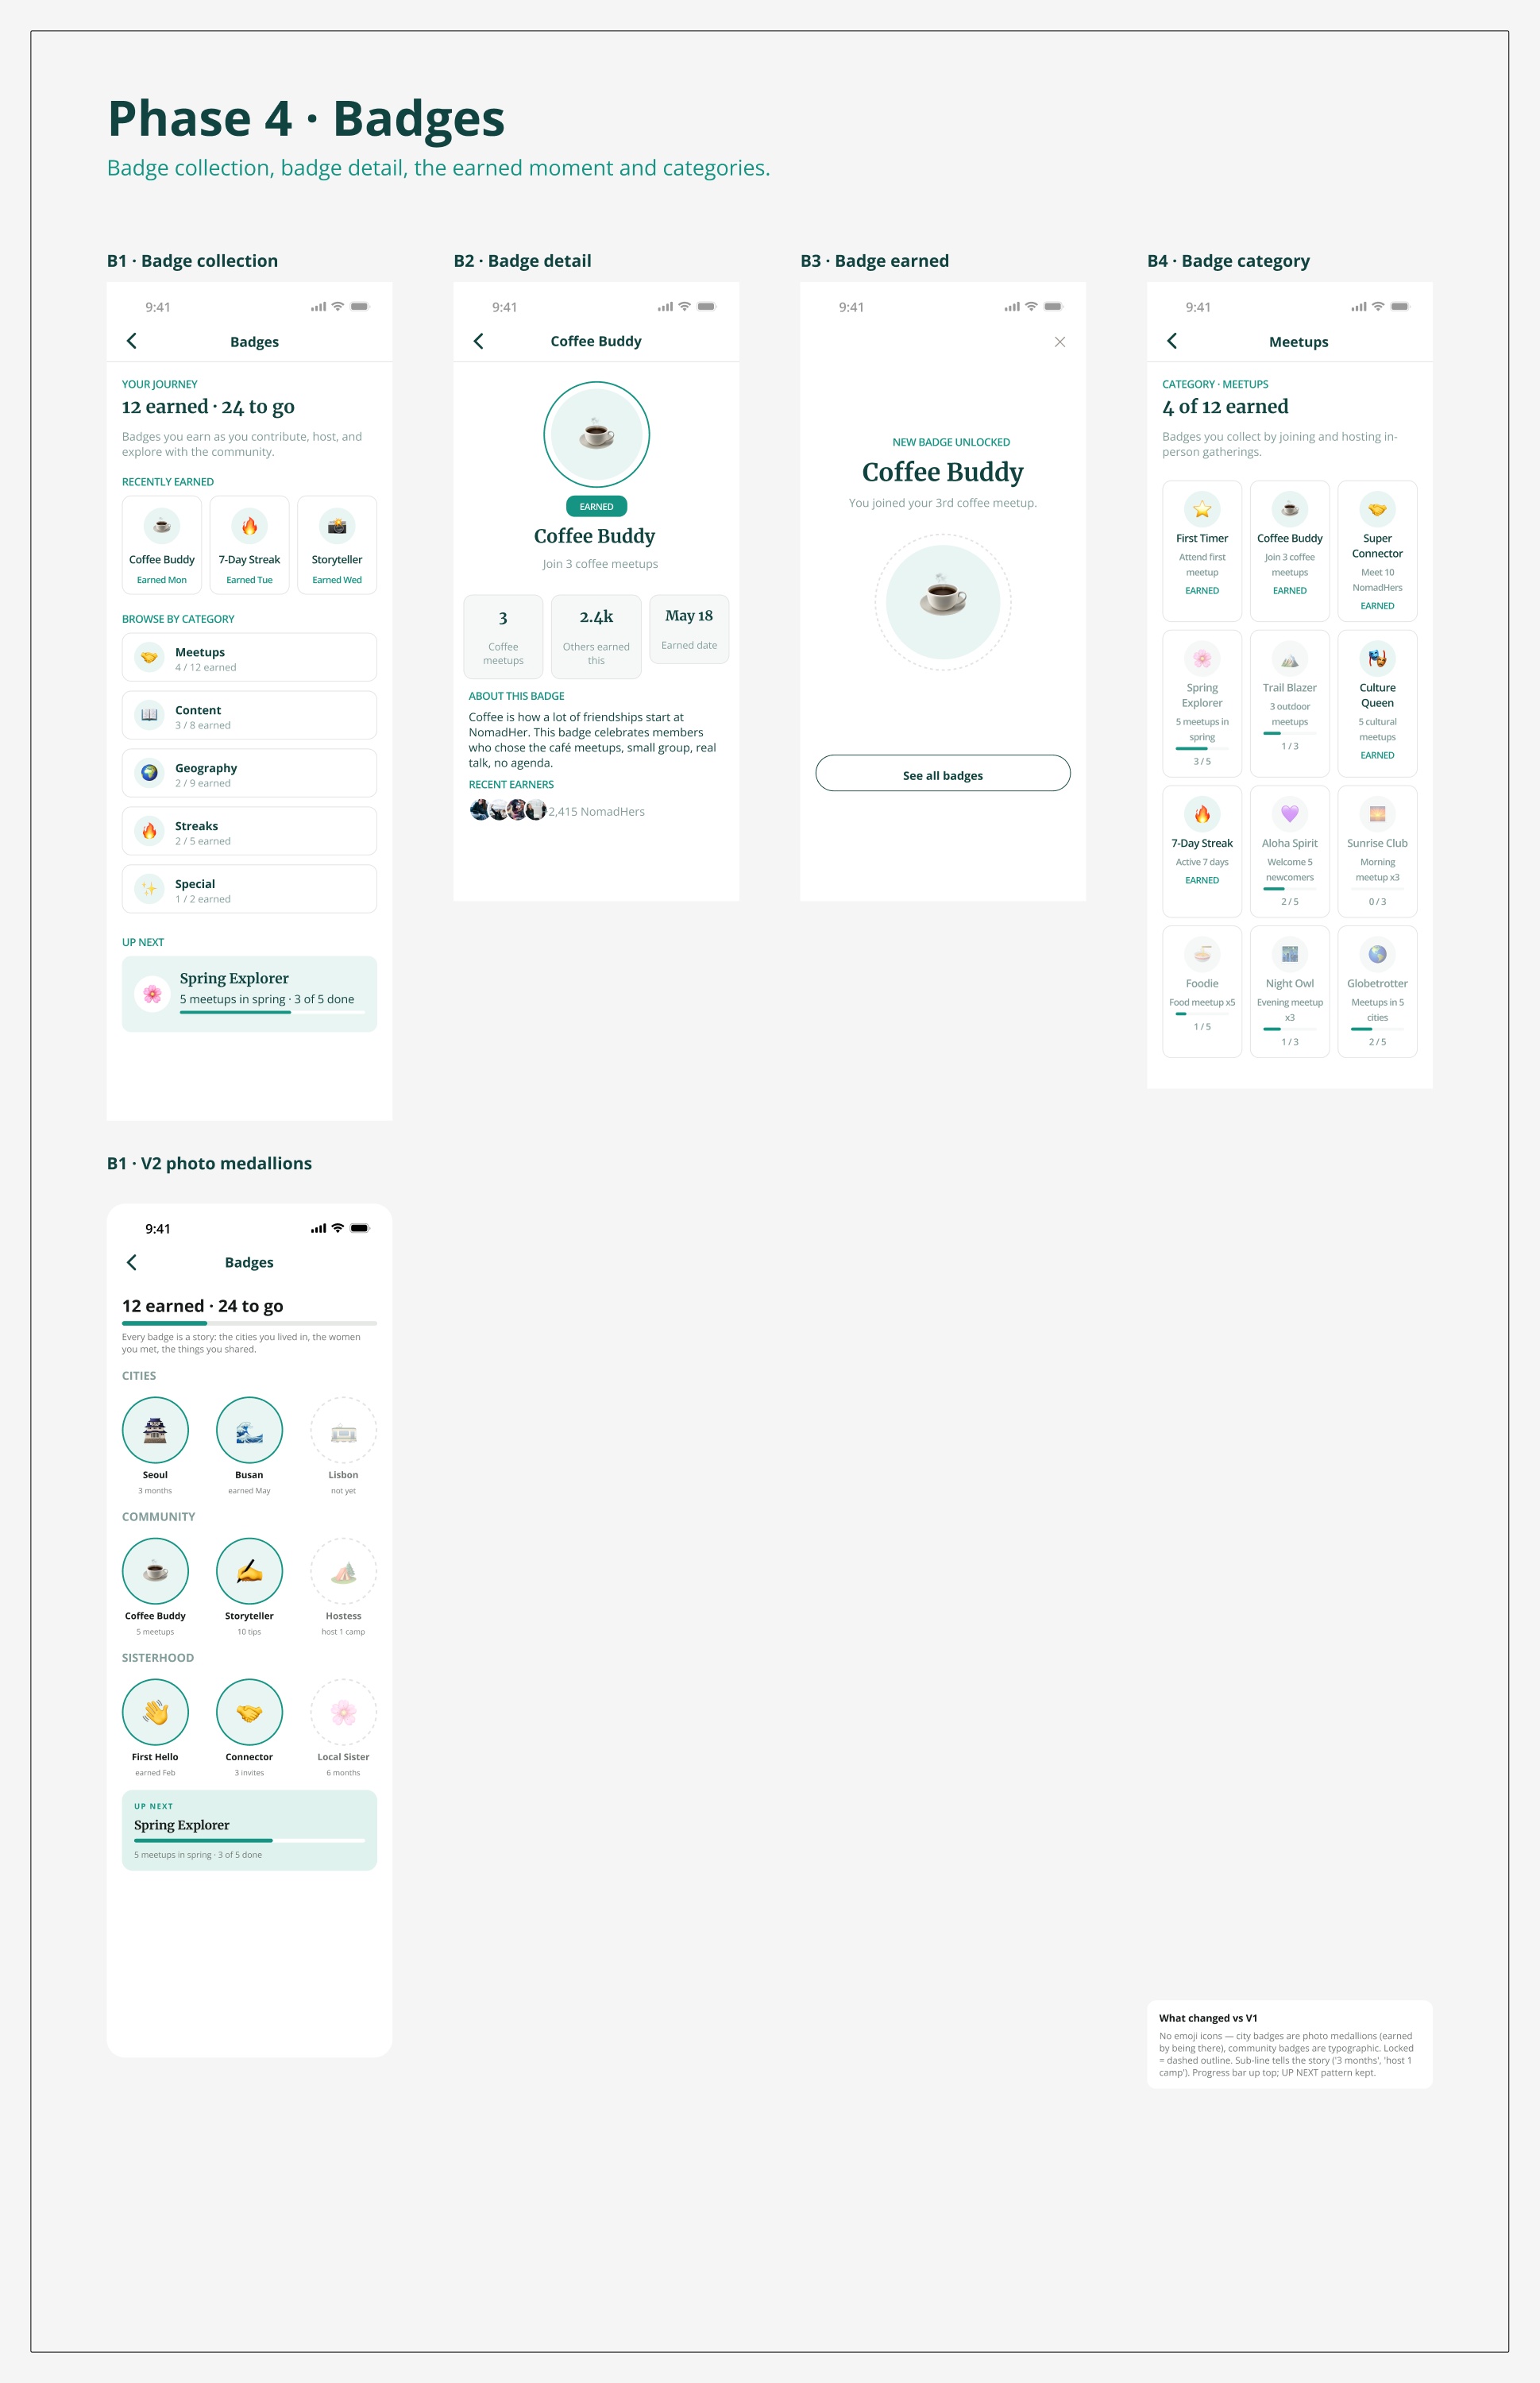 Phase 4 · Badges
Badge collection, badge detail, the earned moment and categories.
B1 · Badge collection
9:41
Badges
YOUR JOURNEY
12 earned · 24 to go
Badges you earn as you contribute, host, and
explore with the community.
RECENTLY EARNED
Coffee Buddy
Earned Mon
7-Day Streak
Earned Tue
Storyteller
Earned Wed
BROWSE BY CATEGORY
Meetups
4 / 12 earned
Content
3 / 8 earned
Geography
2 / 9 earned
Streaks
2 / 5 earned
Special
1 / 2 earned
UP NEXT
Spring Explorer
5 meetups in spring · 3 of 5 done
B2 · Badge detail
9:41
Coffee Buddy
EARNED
Coffee Buddy
Join 3 coffee meetups
3
Coffee
meetups
2.4k
Others earned
this
May 18
Earned date
ABOUT THIS BADGE
Coffee is how a lot of friendships start at
NomadHer. This badge celebrates members
who chose the café meetups, small group, real
talk, no agenda.
RECENT EARNERS
2,415 NomadHers
B3 · Badge earned
9:41
NEW BADGE UNLOCKED
Coffee Buddy
You joined your 3rd coffee meetup.
See all badges
B4 · Badge category
9:41
Meetups
CATEGORY · MEETUPS
4 of 12 earned
Badges you collect by joining and hosting in-
person gatherings.
First Timer
Attend first
meetup
EARNED
Coffee Buddy
Join 3 coffee
meetups
EARNED
Super
Connector
Meet 10
NomadHers
EARNED
Spring
Explorer
5 meetups in
spring
3 / 5
Trail Blazer
3 outdoor
meetups
1 / 3
Culture
Queen
5 cultural
meetups
EARNED
7-Day Streak
Active 7 days
EARNED
Aloha Spirit
Welcome 5
newcomers
2 / 5
Sunrise Club
Morning
meetup x3
0 / 3
Foodie
Food meetup x5
1 / 5
Night Owl
Evening meetup
x3
1 / 3
Globetrotter
Meetups in 5
cities
2 / 5
B1 · V2 photo medallions
9:41
Badges
12 earned · 24 to go
Every badge is a story: the cities you lived in, the women
you met, the things you shared.
CITIES
Seoul
3 months
Busan
earned May
Lisbon
not yet
COMMUNITY
Coffee Buddy
5 meetups
Storyteller
10 tips
Hostess
host 1 camp
SISTERHOOD
First Hello
earned Feb
Connector
3 invites
Local Sister
6 months
UP NEXT
Spring Explorer
5 meetups in spring · 3 of 5 done
What changed vs V1
No emoji icons — city badges are photo medallions (earned
by being there), community badges are typographic. Locked
= dashed outline. Sub-line tells the story ('3 months', 'host 1
camp'). Progress bar up top; UP NEXT pattern kept.